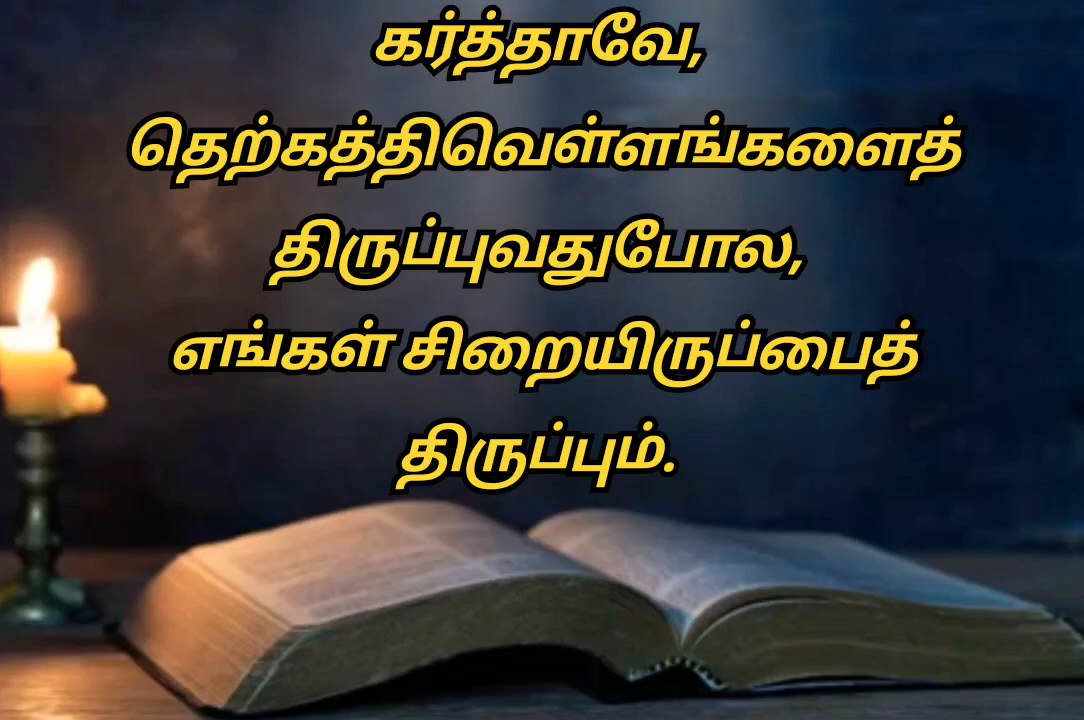 கர்த்தாவே,
தெற்கத்திவெள்ளங்களைத்
திருப்புவதுபோல,
எங்கள் சிறையிருப்பைத்
திருப்பும்.